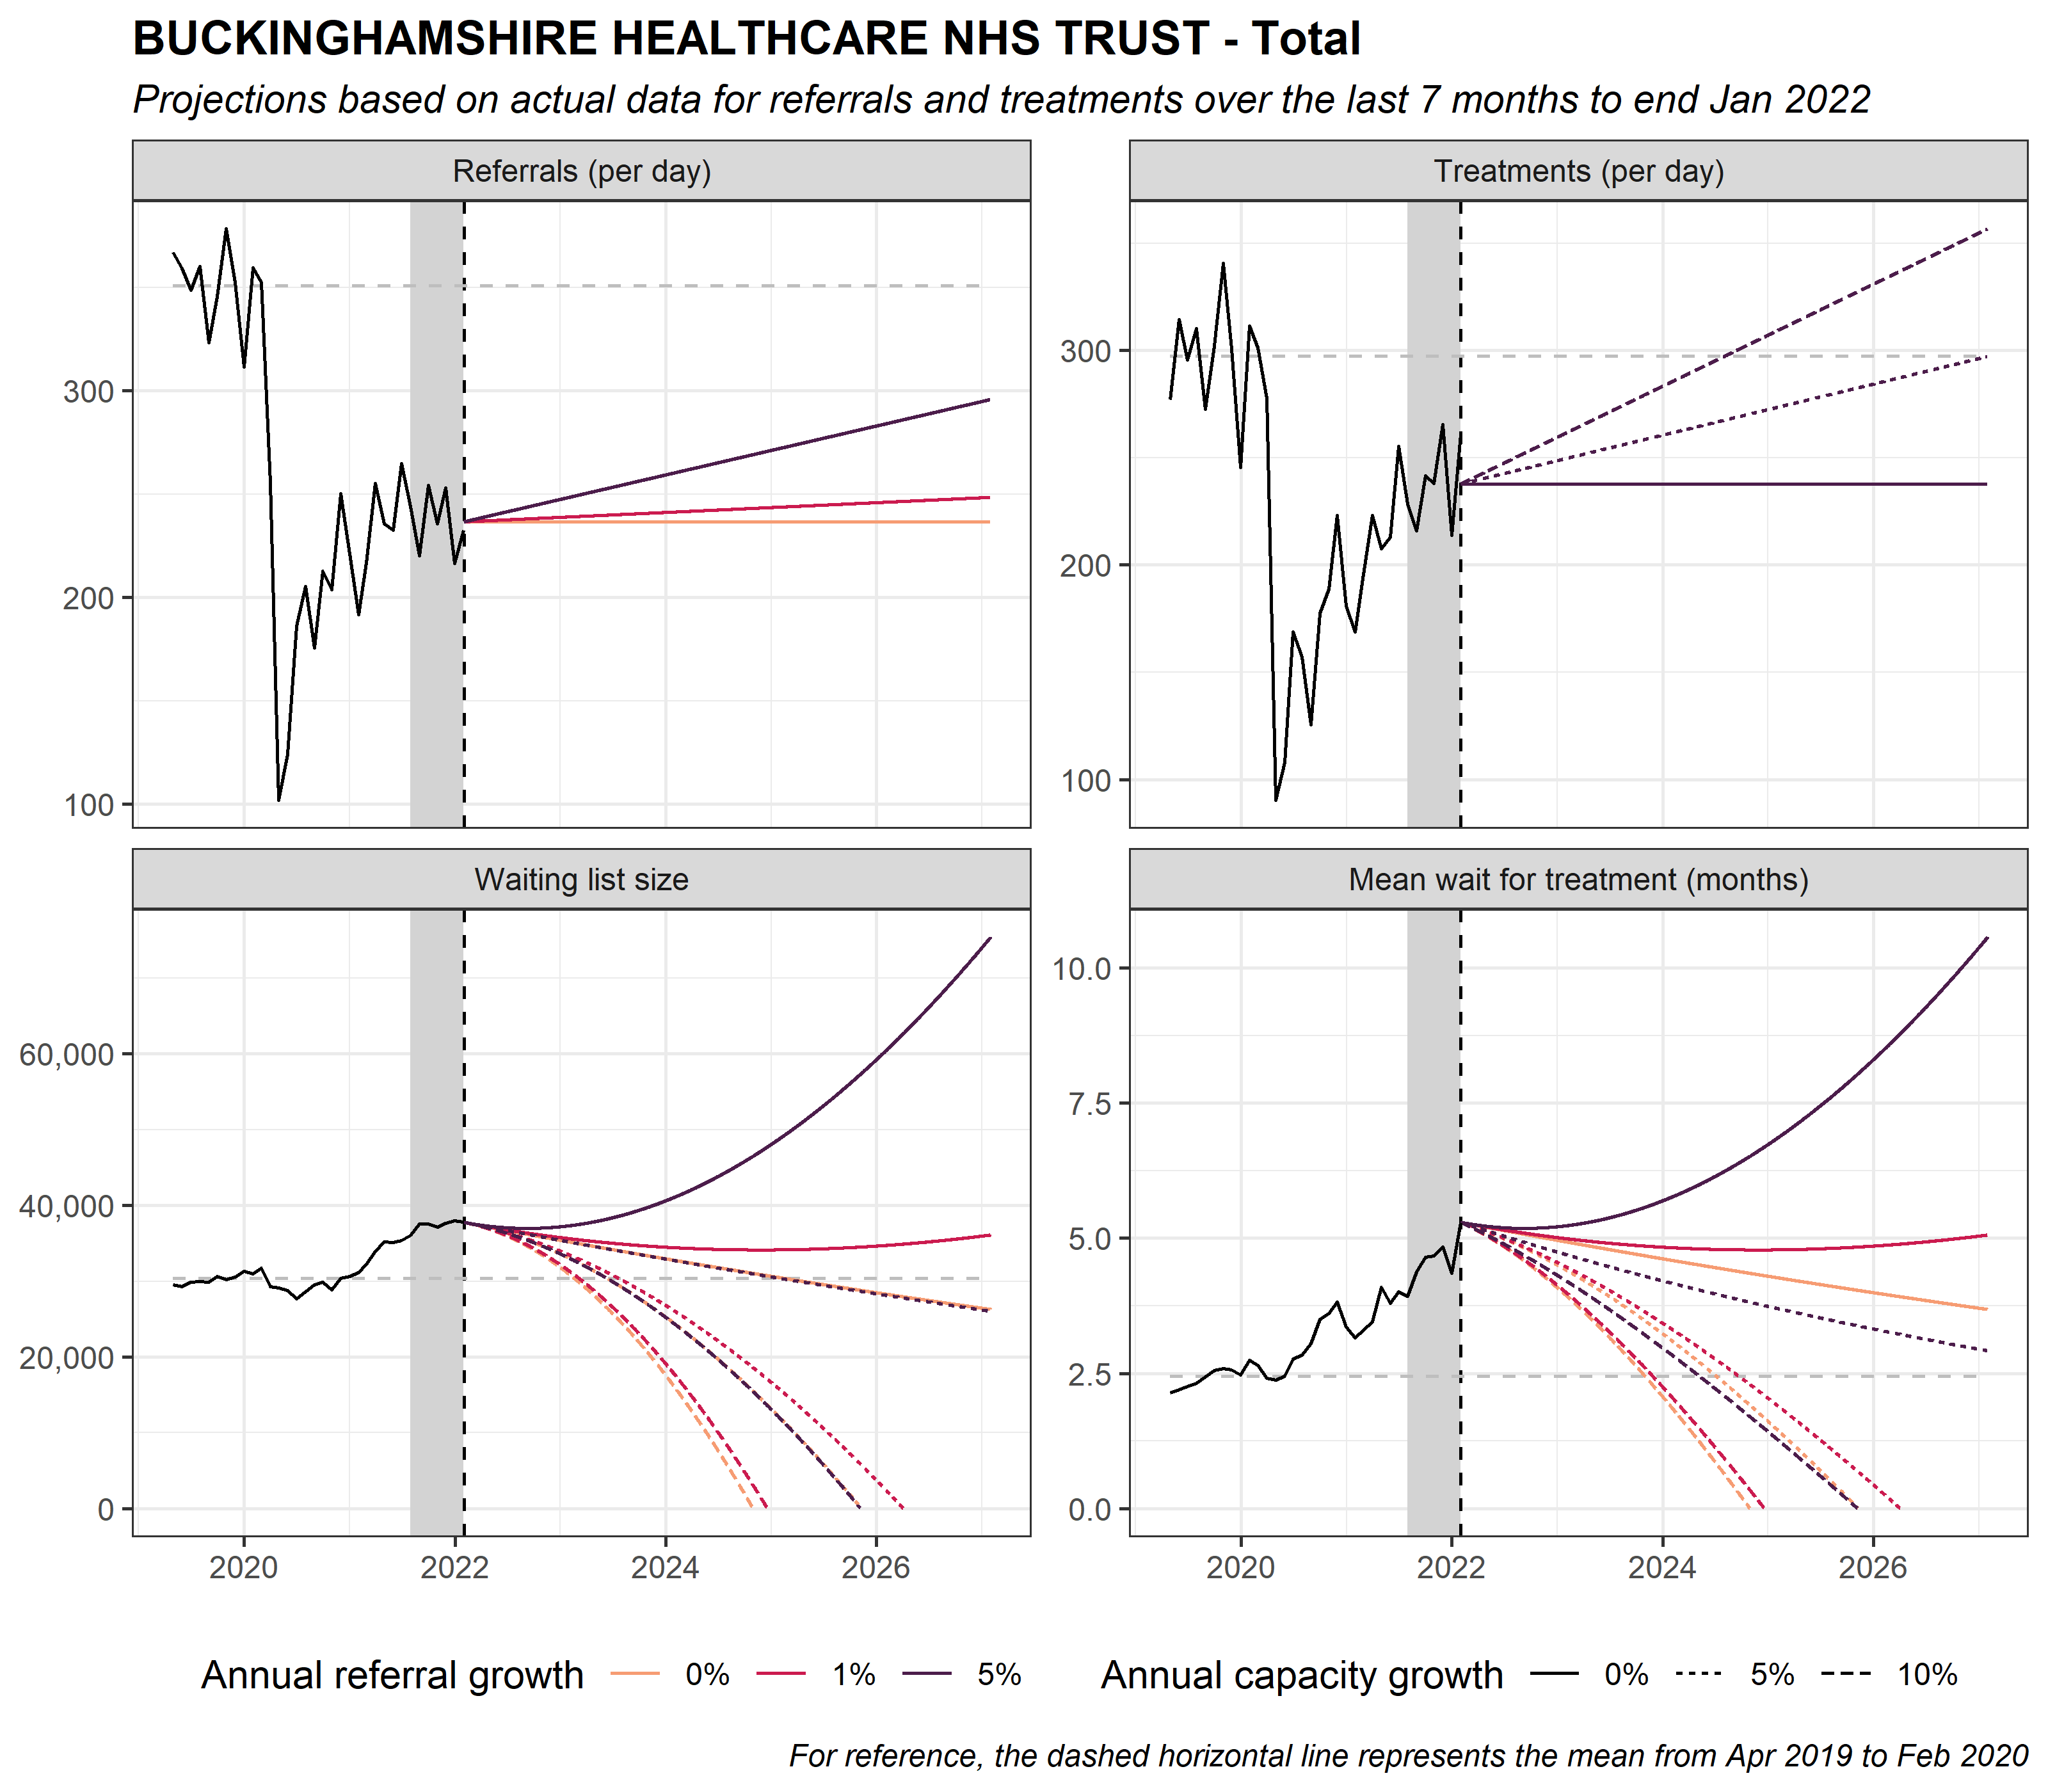 BUCKINGHAMSHIRE HEALTHCARE NHS TRUST - Total
Projections based on actual data for referrals and treatments over the last 7 months to end Jan 2022
Referrals (per day)
300
200
100
Treatments (per day)
300
200
100
Waiting list size
60,000
40,000
20,000
0
2020 2022 2024 2026
Mean wait for treatment (months)
10.0
7.5
5.0
2.5
0.0
2020 2022 2024 2026
Annual referral growth 0% 1% 5%
Annual capacity growth 0% 5% 10%
For reference, the dashed horizontal line represents the mean from Apr 2019 to Feb 2020